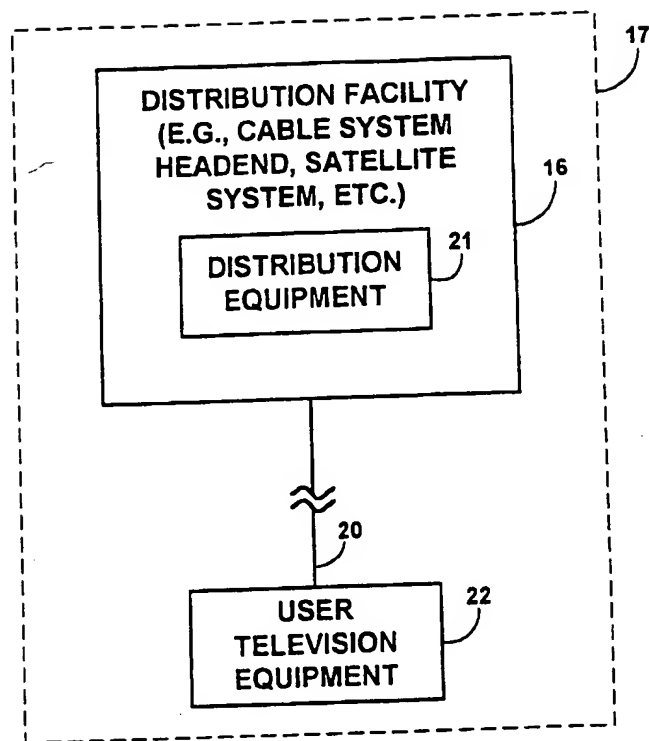 17
DISTRIBUTION FACILITY
(E.G., CABLE SYSTEM
HEADEND, SATELLITE
SYSTEM, ETC.)
16
21
DISTRIBUTION
EQUIPMENT
20
USER
TELEVISION
EQUIPMENT
22